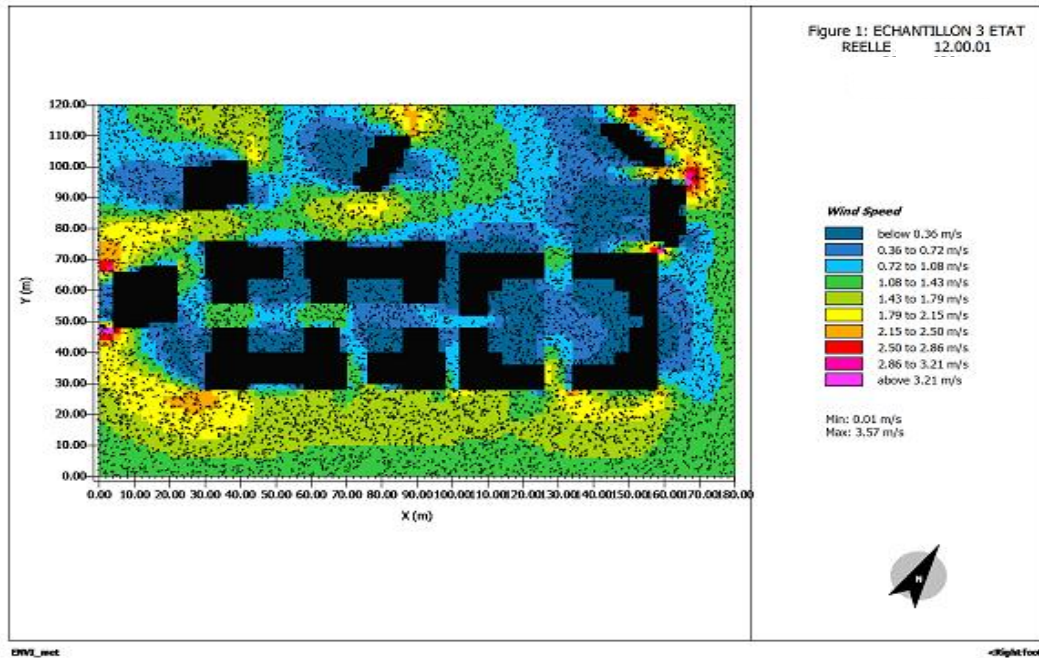 Figure 1: ECHANTILLON 3 ETAT
REELLE 12.00.01
120.00
110.00
100.00
90.00
80.00
70.00
60.00
50.00
40.00
30.00
20.00
10.00
0.00
Y (m)
0.00 10.00 20.00 30.00 40.00 50.00 60.00 70.00 80.00 90.00 100.00 110.00 120.00 130.00 140.00 150.00 160.00 170.00 180.00
X (m)
Wind Speed
below 0.36 m/s
0.36 to 0.72 m/s
0.72 to 1.08 m/s
1.08 to 1.43 m/s
1.43 to 1.79 m/s
1.79 to 2.15 m/s
2.15 to 2.50 m/s
2.50 to 2.86 m/s
2.86 to 3.21 m/s
above 3.21 m/s
Min: 0.01 m/s
Max: 3.57 m/s
N
ENVI_met
<Right foot